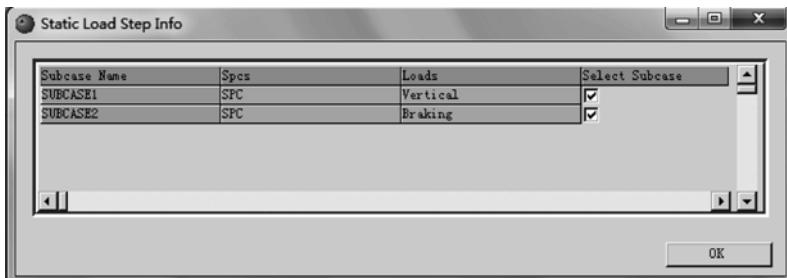 Static Load Step Info
Subcase Name Spcs Loads Select Subcase
SUBCASE1 SPC Vertical
SUBCASE2 SPC Braking
OK